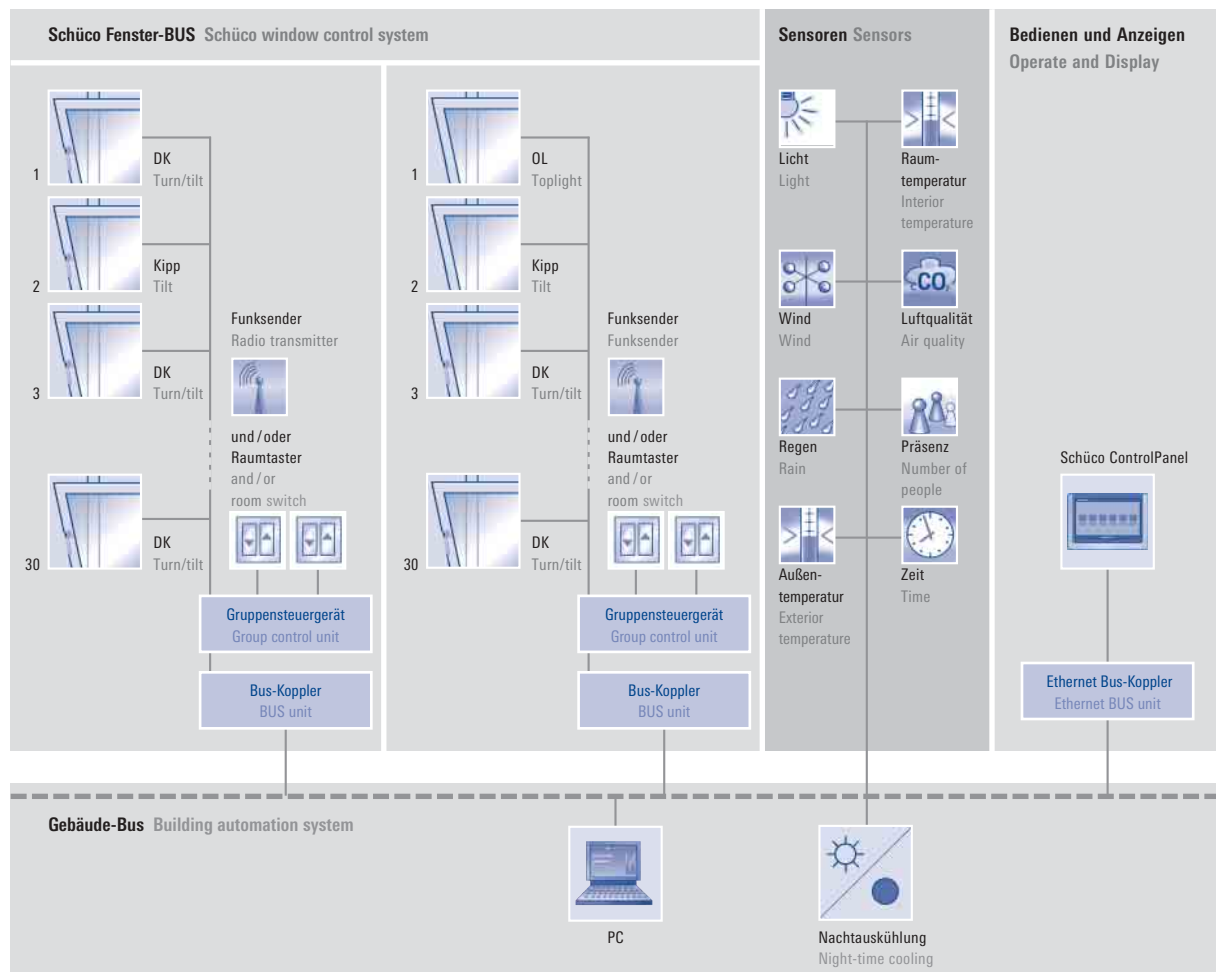 Schüco Fenster-BUS Schüco window control system
1
DK
Turn/tilt
2
Kipp
Tilt
3
DK
Turn/tilt
30
DK
Turn/tilt
Funksender
Radio transmitter
und/oder
Raumtaster
and/or
room switch
Gruppensteuergerät
Group control unit
Bus-Koppler
BUS unit
1
OL
Toplight
2
Kipp
Tilt
3
DK
Turn/tilt
30
DK
Turn/tilt
Funksender
Funksender
und/oder
Raumtaster
and/or
room switch
Gruppensteuergerät
Group control unit
Bus-Koppler
BUS unit
Sensoren Sensors
Licht
Light
Raum-
temperatur
Interior
temperature
Wind
Wind
CO₂
Luftqualität
Air quality
Regen
Rain
Präsenz
Number of
people
Außen-
temperatur
Exterior
temperature
Zeit
Time
Bedienen und Anzeigen
Operate and Display
Schüco ControlPanel
Ethernet Bus-Koppler
Ethernet BUS unit
Gebäude-Bus Building automation system
PC
Nachtauskühlung
Night-time cooling